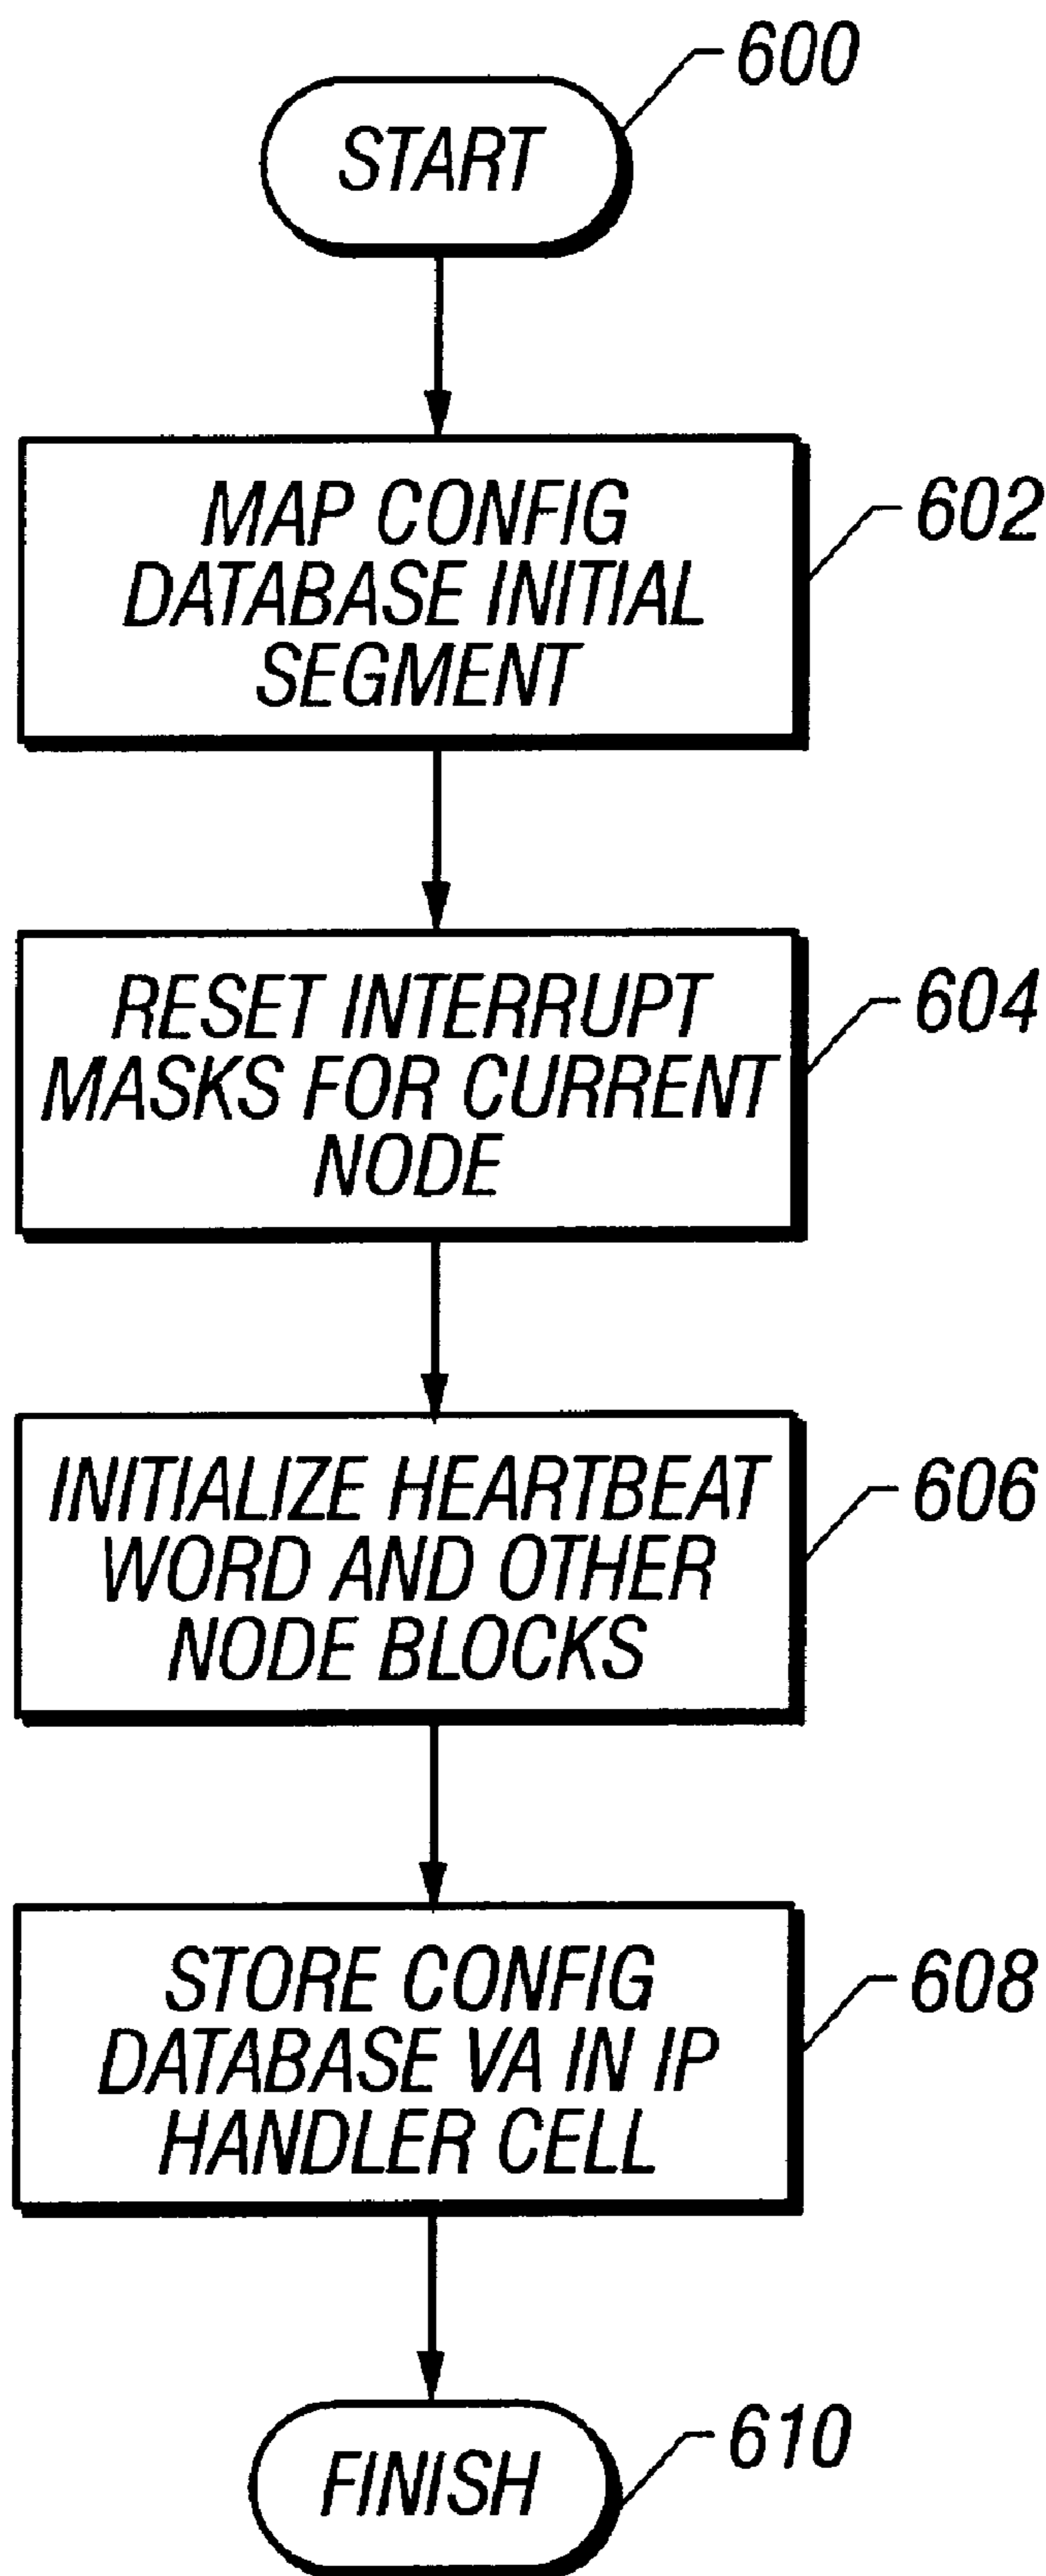 600
START
MAP CONFIG
DATABASE INITIAL
SEGMENT
602
RESET INTERRUPT
MASKS FOR CURRENT
NODE
604
INITIALIZE HEARTBEAT
WORD AND OTHER
NODE BLOCKS
606
STORE CONFIG
DATABASE VA IN IP
HANDLER CELL
608
FINISH
610